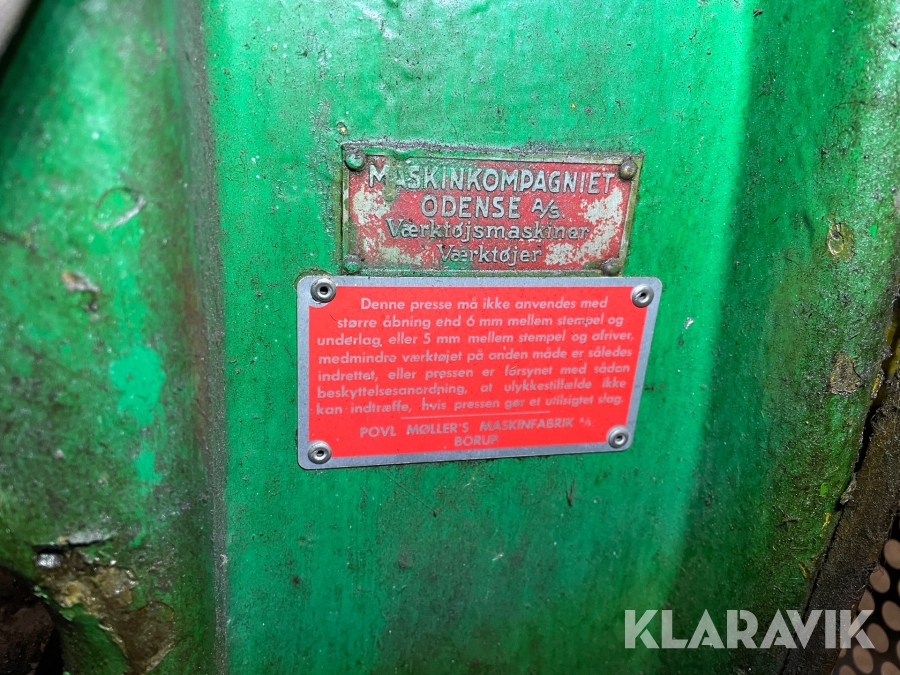 MASKINKOMPAGNIET
ODENSE A/S
Værktøjsmaskiner
Værktøjer
Denne presse må ikke anvendes med
større åbning end 6 mm mellem stempel og
underlag, eller 5 mm mellem stempel og afriver,
medmindre værktøjet på anden måde er således
indrettet, eller pressen er forsynet med sådan
beskyttelsesanordning, at ulykkestilfælde ikke
kan indtræffe, hvis pressen gør et utilsigtet slag.
POVL MØLLER'S MASKINFABRIK A/S
BORUP
KLARAVIK